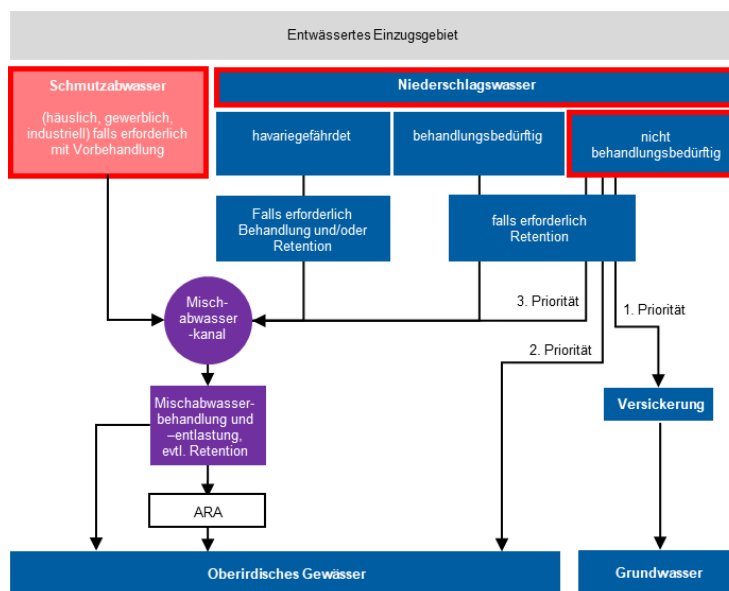 Entwässertes Einzugsgebiet
Schmutzabwasser
(häuslich, gewerblich,
industriell) falls erforderlich
mit Vorbehandlung
Niederschlagswasser
havariegefährdet
behandlungsbedürftig
nicht
behandlungsbedürftig
Falls erforderlich
Behandlung und/oder
Retention
falls erforderlich
Retention
Misch-
abwasser
-kanal
3. Priorität
1. Priorität
2. Priorität
Mischabwasser-
behandlung und
–entlastung,
evtl. Retention
Versickerung
ARA
Oberirdisches Gewässer
Grundwasser